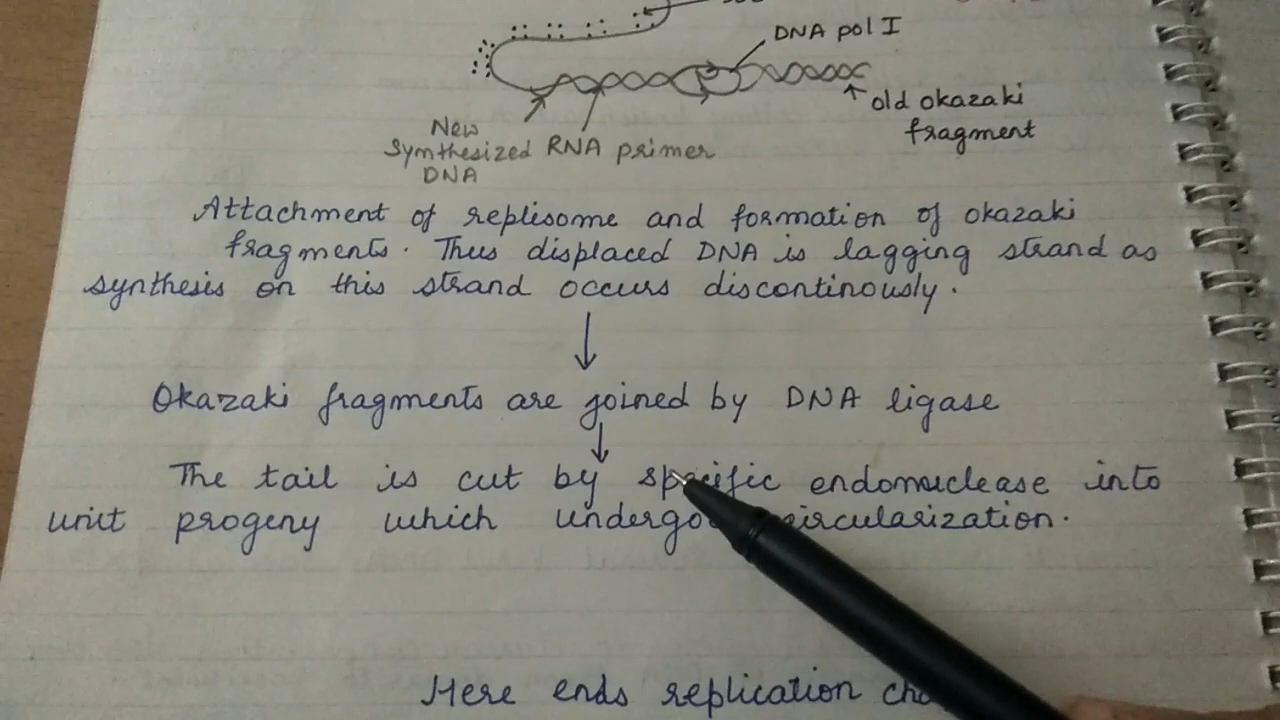 DNA pol I
old okazaki
fragment
New
synthesized RNA primer
DNA
Attachment of replisome and formation of okazaki
fragments. Thus displaced DNA is lagging strand as
synthesis on this strand occurs discontinously.
Okazaki fragments are joined by DNA ligase
The tail is cut by specific endonuclease into
unit progeny which undergo circularization.
Here ends replication